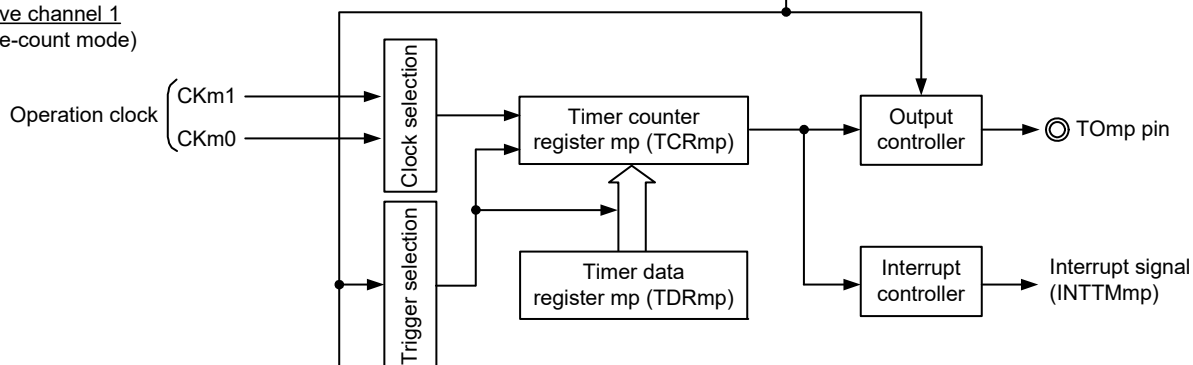 ve channel 1
e-count mode)
Operation clock
CKm1
CKm0
Clock selection
Trigger selection
Timer counter
register mp (TCRmp)
Timer data
register mp (TDRmp)
Output
controller
TOmp pin
Interrupt
controller
Interrupt signal
(INTTMmp)